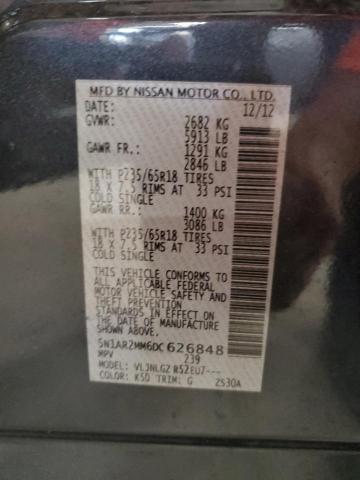 MFD BY NISSAN MOTOR CO., LTD.
DATE: 12/12
GVWR: 2682 KG
5913 LB
GAWR FR.: 1291 KG
2846 LB
WITH P235/65R18 TIRES
18 X 7.5 RIMS AT 33 PSI
COLD SINGLE
GAWR RR.: 1400 KG
3086 LB
WITH P235/65R18 TIRES
18 X 7.5 RIMS AT 33 PSI
COLD SINGLE
THIS VEHICLE CONFORMS TO
ALL APPLICABLE FEDERAL
MOTOR VEHICLE SAFETY AND
THEFT PREVENTION
STANDARDS IN EFFECT ON
THE DATE OF MANUFACTURE
SHOWN ABOVE.
5N1AR2MM6DC626848
MPV 239
MODEL: VLJNLGZ R52EU7---
COLOR: K50 TRIM: G 2S30A